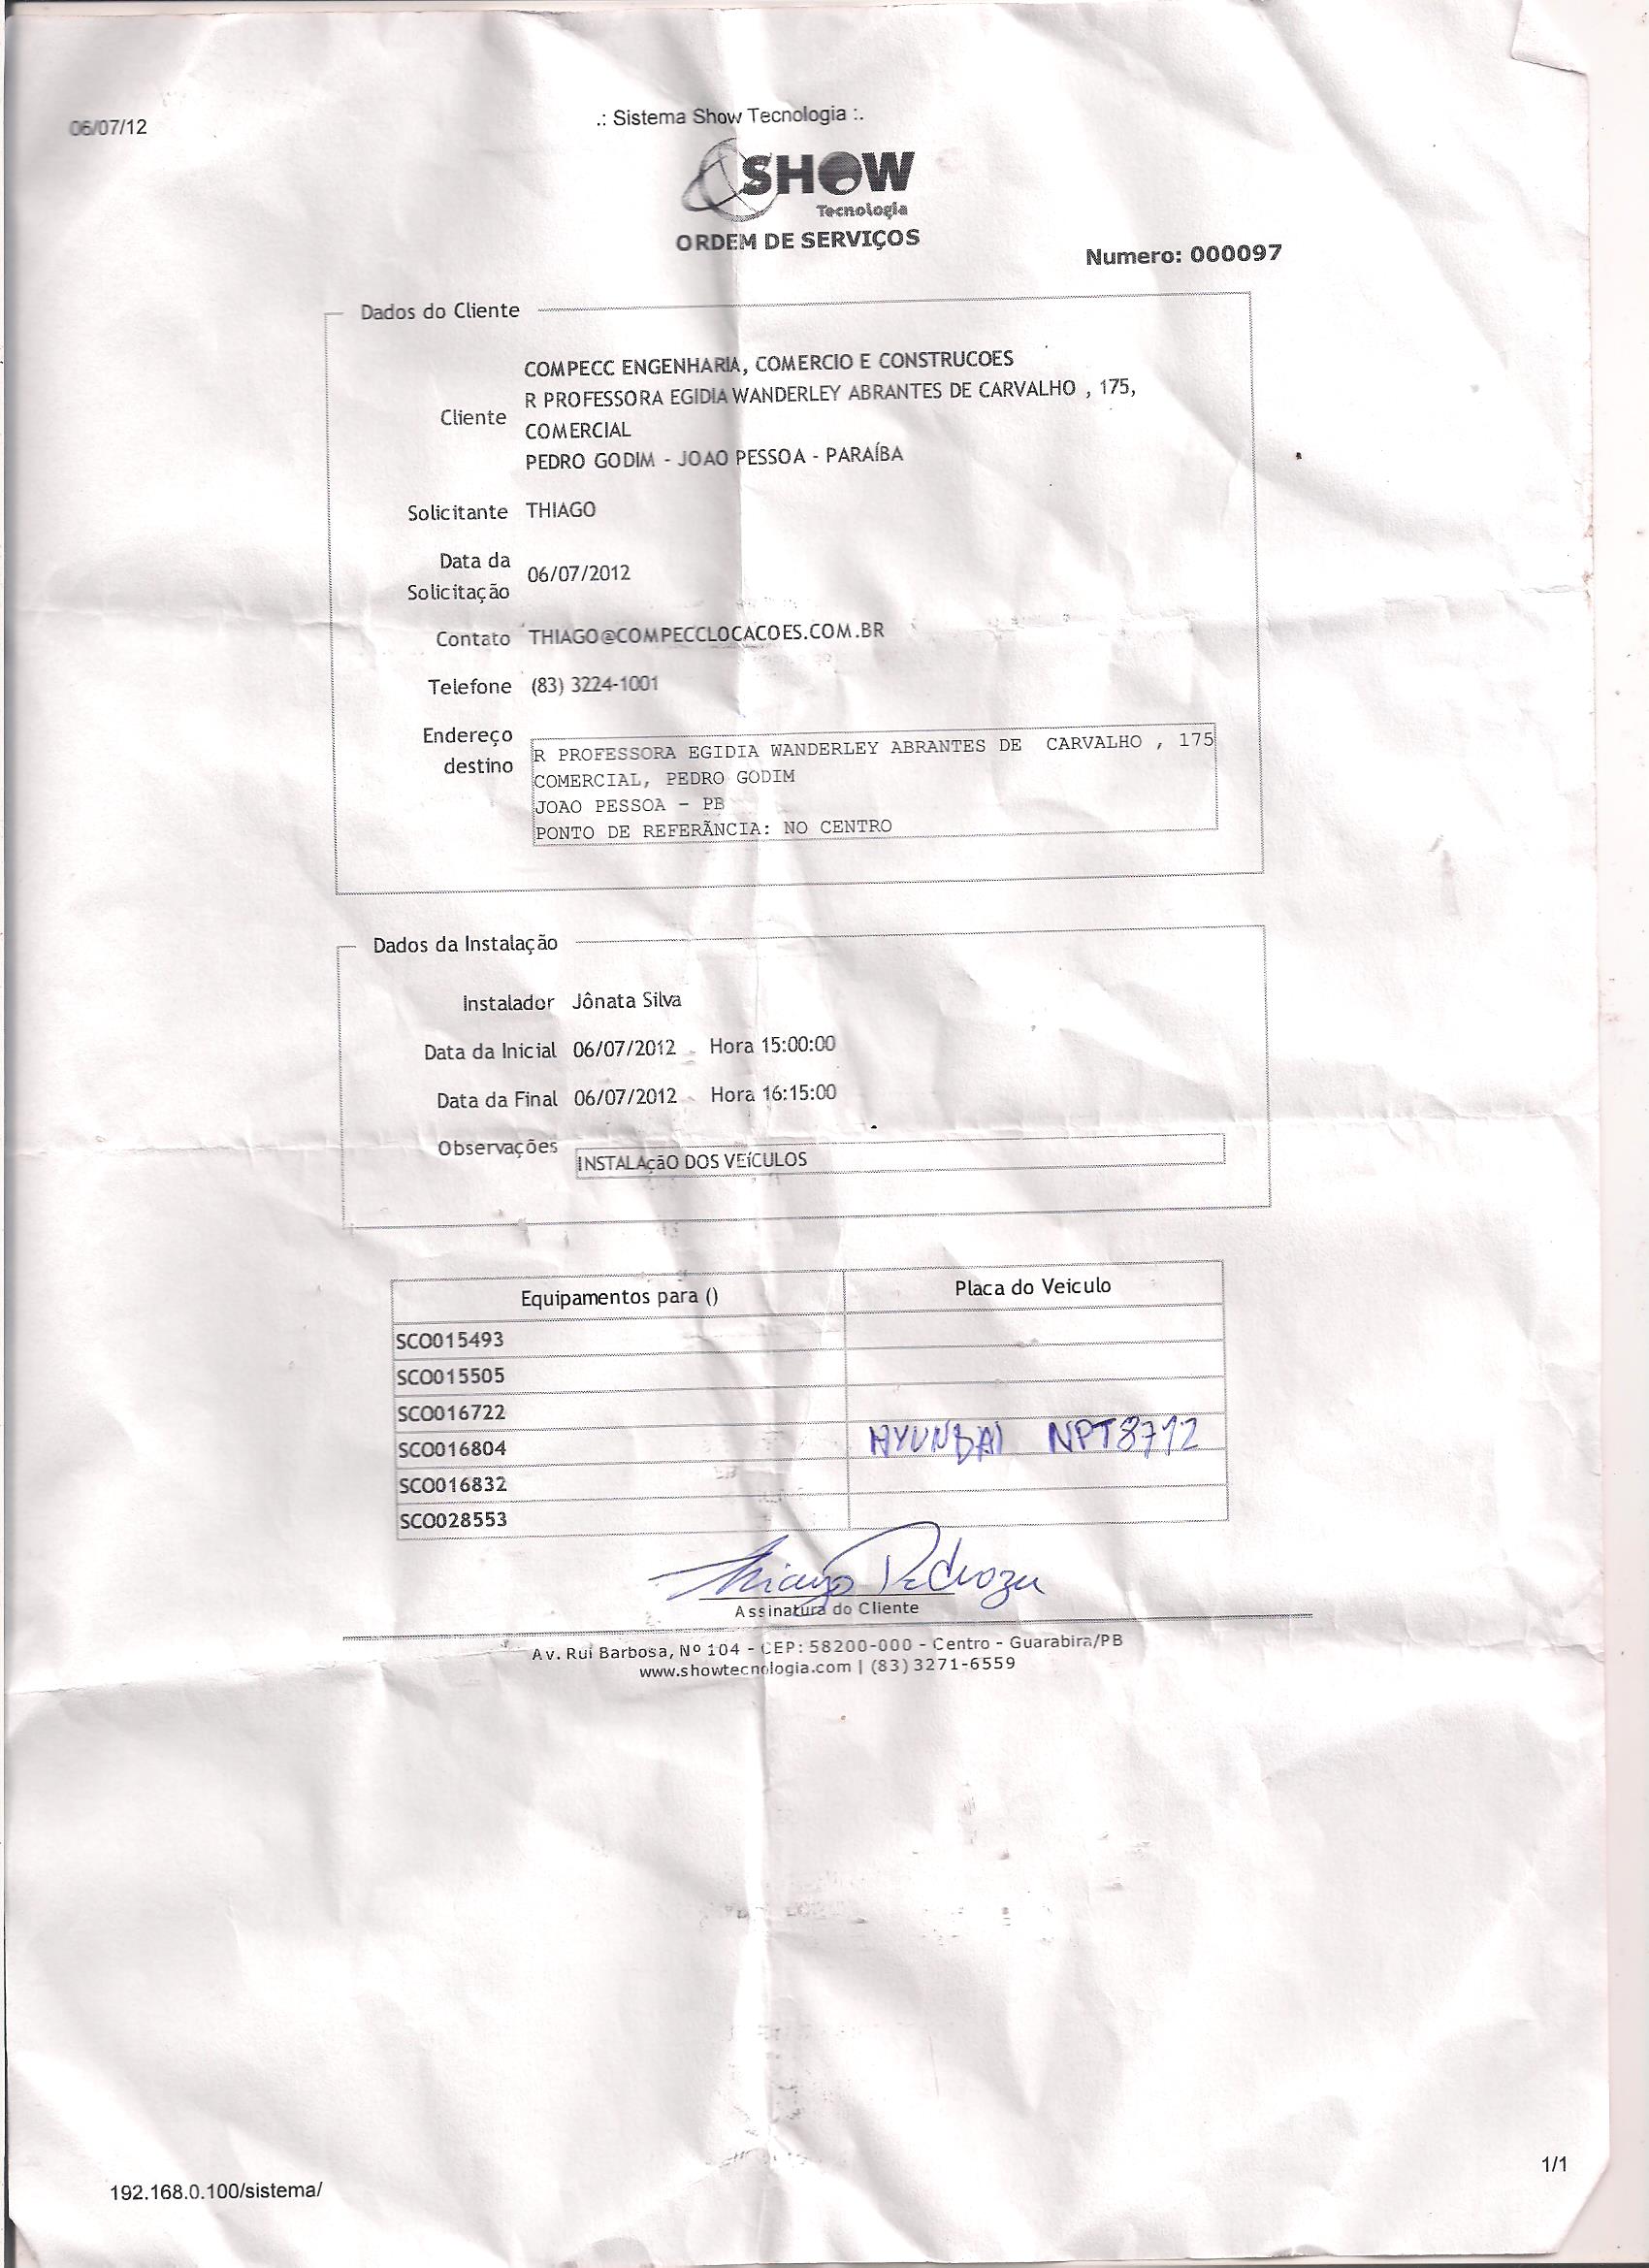 06/07/12
.: Sistema Show Tecnologia :.
SHOW
Tecnologia
ORDEM DE SERVIÇOS
Numero: 000097
Dados do Cliente
Cliente
COMPECC ENGENHARIA, COMERCIO E CONSTRUCOES
R PROFESSORA EGIDIA WANDERLEY ABRANTES DE CARVALHO , 175,
COMERCIAL
PEDRO GODIM - JOAO PESSOA - PARAÍBA
Solicitante THIAGO
Data da Solicitação 06/07/2012
Contato THIAGO@COMPECCLOCACOES.COM.BR
Telefone (83) 3224-1001
Endereço destino
R PROFESSORA EGIDIA WANDERLEY ABRANTES DE CARVALHO , 175
COMERCIAL, PEDRO GODIM
JOAO PESSOA - PB
PONTO DE REFERÃNCIA: NO CENTRO
Dados da Instalação
Instalador Jônata Silva
Data da Inicial 06/07/2012 Hora 15:00:00
Data da Final 06/07/2012 Hora 16:15:00
Observações INSTALAçãO DOS VEíCULOS
Equipamentos para () Placa do Veiculo
SCO015493
SCO015505
SCO016722
SCO016804 HYUNDAI NPT8712
SCO016832
SCO028553
Thiago Pedroza
Assinatura do Cliente
Av. Rui Barbosa, Nº 104 - CEP: 58200-000 - Centro - Guarabira/PB
www.showtecnologia.com | (83) 3271-6559
192.168.0.100/sistema/
1/1